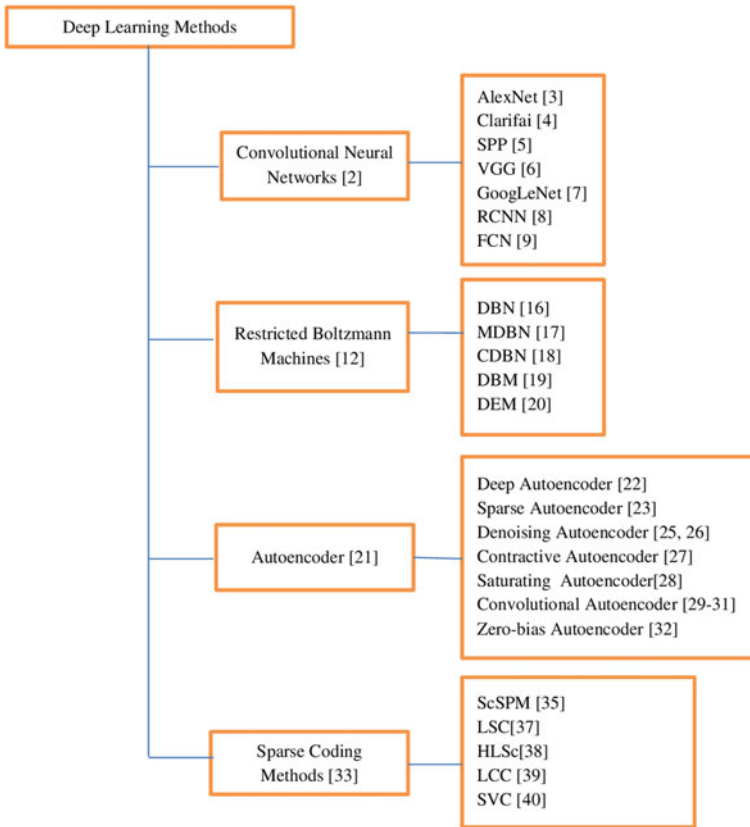 Deep Learning Methods
Convolutional Neural
Networks [2]
AlexNet [3]
Clarifai [4]
SPP [5]
VGG [6]
GoogLeNet [7]
RCNN [8]
FCN [9]
Restricted Boltzmann
Machines [12]
DBN [16]
MDBN [17]
CDBN [18]
DBM [19]
DEM [20]
Autoencoder [21]
Deep Autoencoder [22]
Sparse Autoencoder [23]
Denoising Autoencoder [25, 26]
Contractive Autoencoder [27]
Saturating  Autoencoder[28]
Convolutional Autoencoder [29-31]
Zero-bias Autoencoder [32]
Sparse Coding
Methods [33]
ScSPM [35]
LSC[37]
HLSc[38]
LCC [39]
SVC [40]